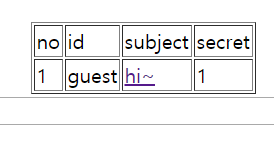 no id subject secret
1 guest hi~ 1